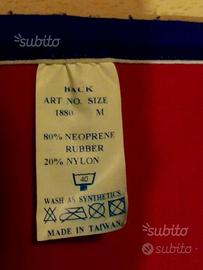 subito
BACK
ART NO. SIZE
1880 M
80% NEOPRENE
RUBBER
20% NYLON
40
WASH AS SYNTHETICS
MADE IN TAIWAN
subito
subito